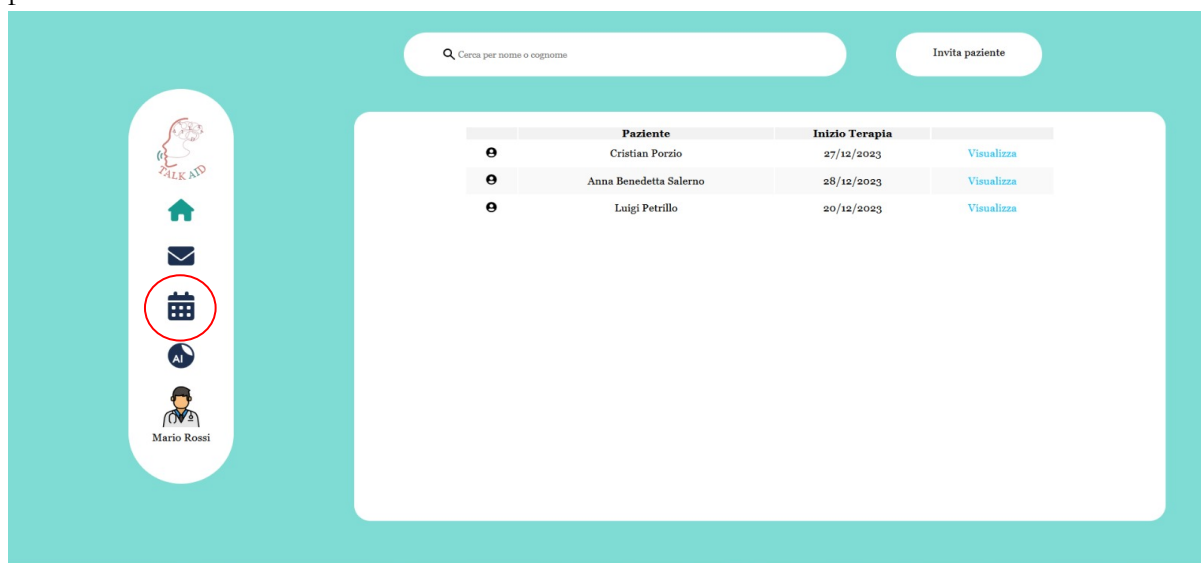 Cerca per nome o cognome
Invita paziente
TALK AID
AI
Mario Rossi
Paziente Inizio Terapia
Cristian Porzio 27/12/2023 Visualizza
Anna Benedetta Salerno 28/12/2023 Visualizza
Luigi Petrillo 20/12/2023 Visualizza